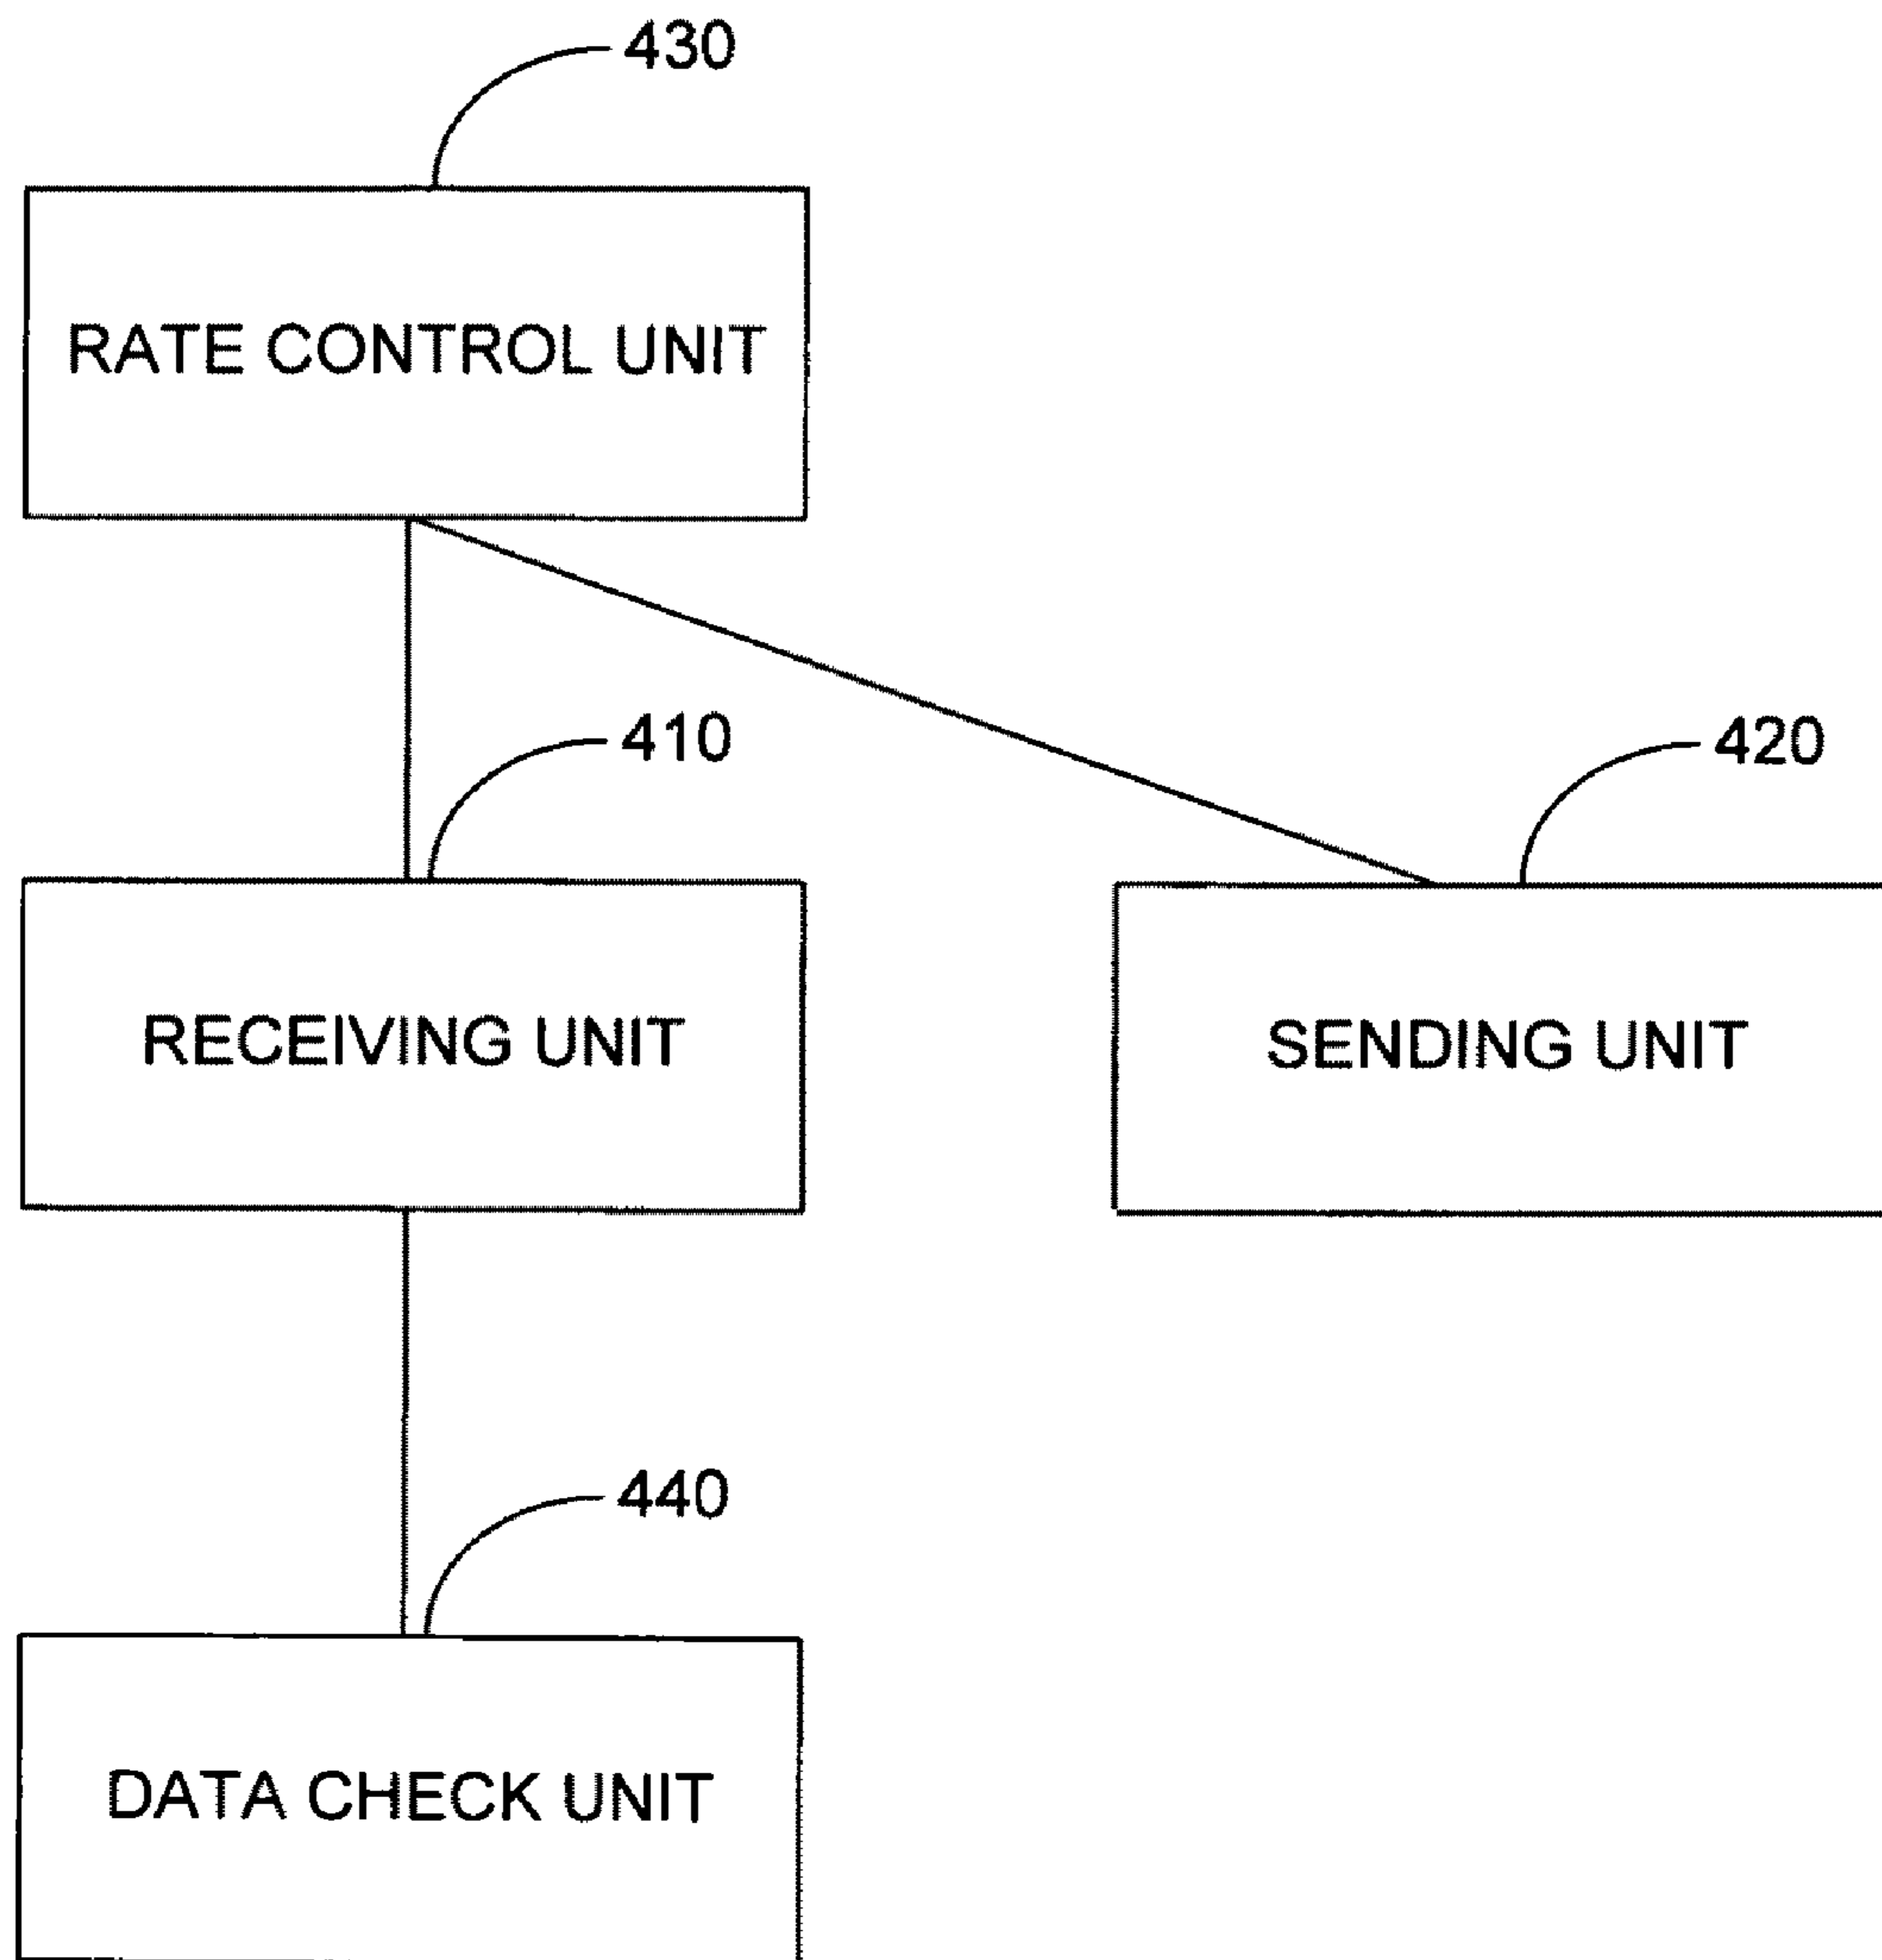 430
RATE CONTROL UNIT
410
420
RECEIVING UNIT
SENDING UNIT
440
DATA CHECK UNIT